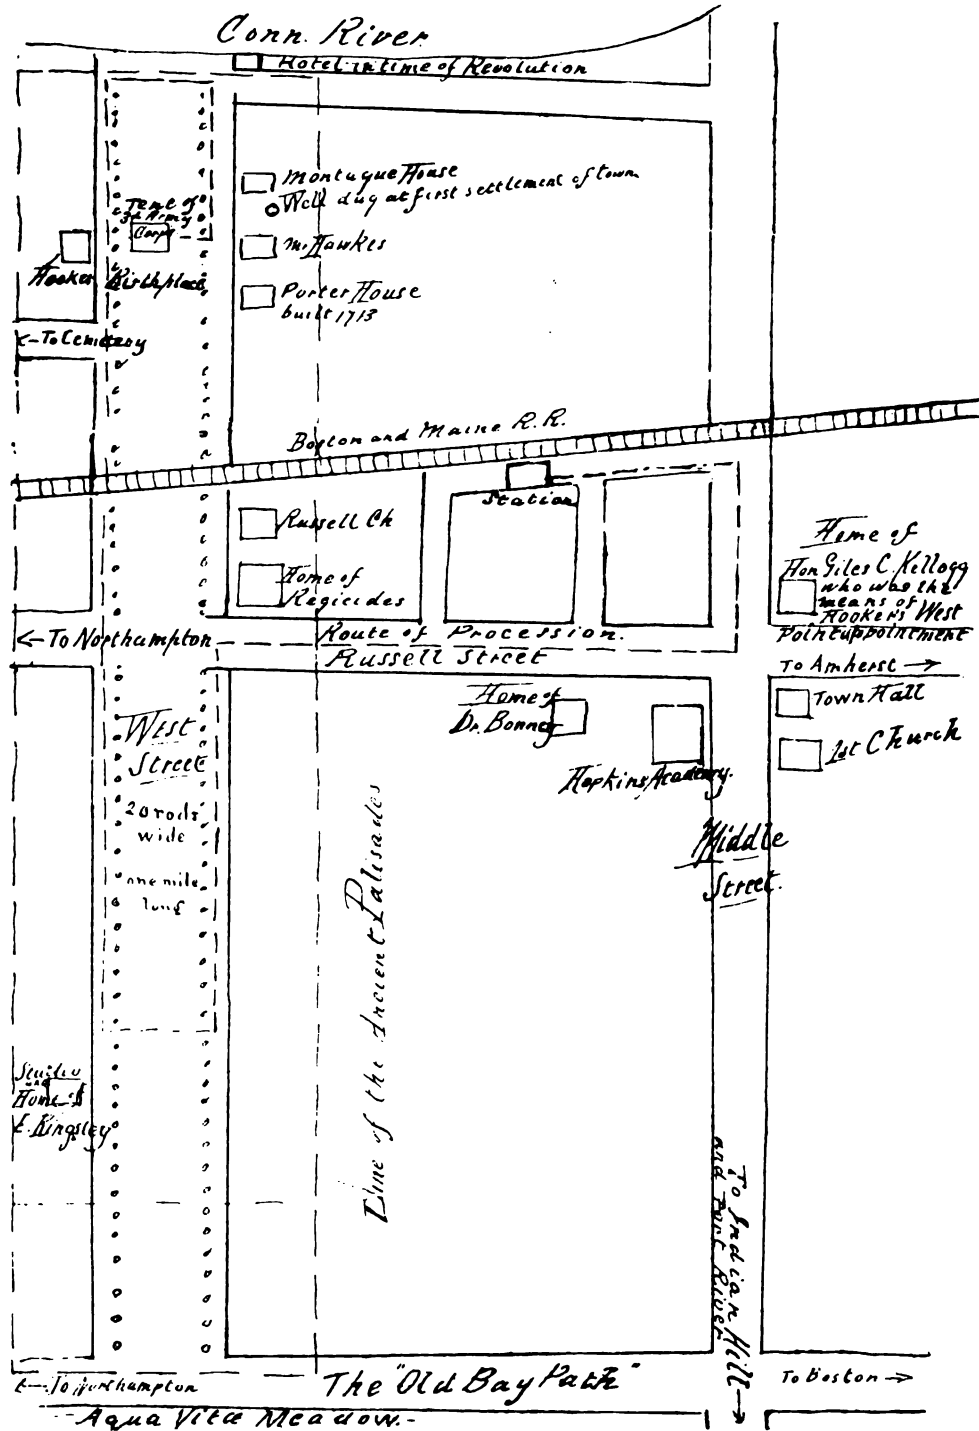 Conn. River
Hotel in time of Revolution
Montague House
Well dug at first settlement of town
Tent of
3d Army
Corps
Mr. Hawkes
Hooker Birthplace
Porter House
built 1713
<-To Cemetery
Boston and Maine R.R.
Station
Russell Ch
Home of
Regicides
Home of
Hon Giles C. Kellogg
who was the
means of
Hooker's West
Point appointment
<- To Northampton
Route of Procession.
Russell Street
To Amherst ->
Home of
Dr. Bonney
Hopkins Academy.
Town Hall
1st Church
West
Street
20 rods
wide
one mile
long
Middle
Street.
Line of the Ancient Palisades
Studio
and
Home of
E. Kingsley
To Indian Hill ->
and Fort River
<- To Northampton
The "Old Bay Path"
To Boston ->
Aqua Vitæ Meadow.-